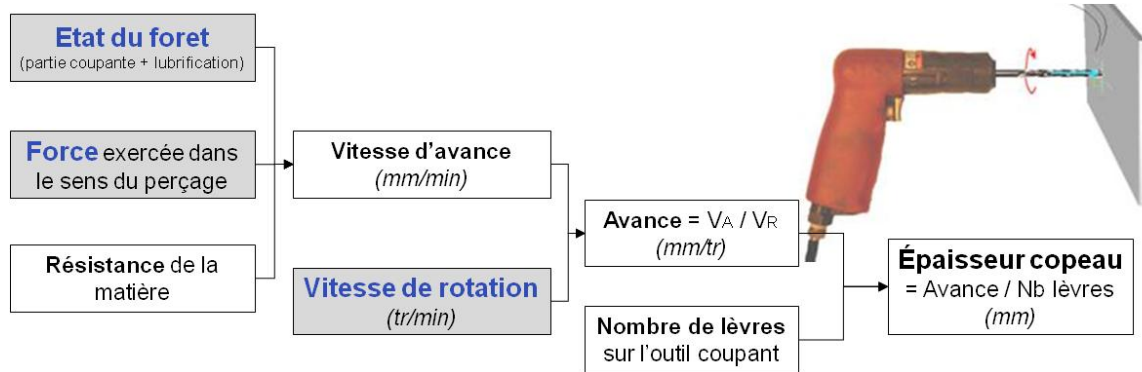 Etat du foret
(partie coupante + lubrification)
Force exercée dans
le sens du perçage
Résistance de la
matière
Vitesse d'avance
(mm/min)
Vitesse de rotation
(tr/min)
Avance = VA / VR
(mm/tr)
Nombre de lèvres
sur l'outil coupant
Épaisseur copeau
= Avance / Nb lèvres
(mm)